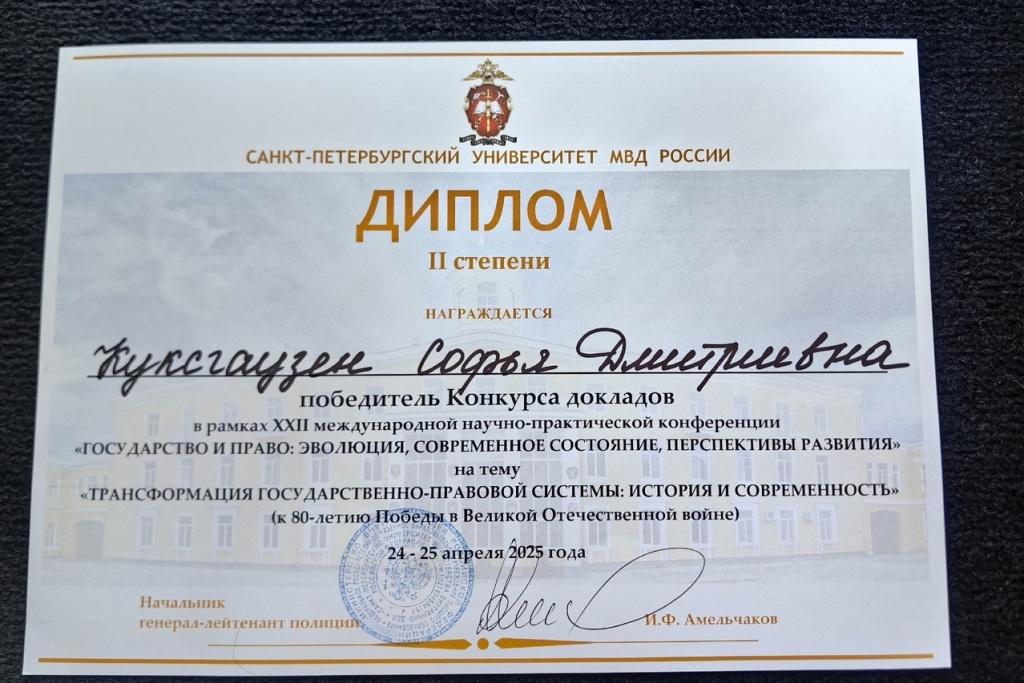 САНКТ-ПЕТЕРБУРГСКИЙ УНИВЕРСИТЕТ МВД РОССИИ
ДИПЛОМ
II степени
НАГРАЖДАЕТСЯ
Куксгаузен Софья Дмитриевна
победитель Конкурса докладов
в рамках XXII международной научно-практической конференции
«ГОСУДАРСТВО И ПРАВО: ЭВОЛЮЦИЯ, СОВРЕМЕННОЕ СОСТОЯНИЕ, ПЕРСПЕКТИВЫ РАЗВИТИЯ»
на тему
«ТРАНСФОРМАЦИЯ ГОСУДАРСТВЕННО-ПРАВОВОЙ СИСТЕМЫ: ИСТОРИЯ И СОВРЕМЕННОСТЬ»
(к 80-летию Победы в Великой Отечественной войне)
24 - 25 апреля 2025 года
Начальник
генерал-лейтенант полиции
И.Ф. Амельчаков